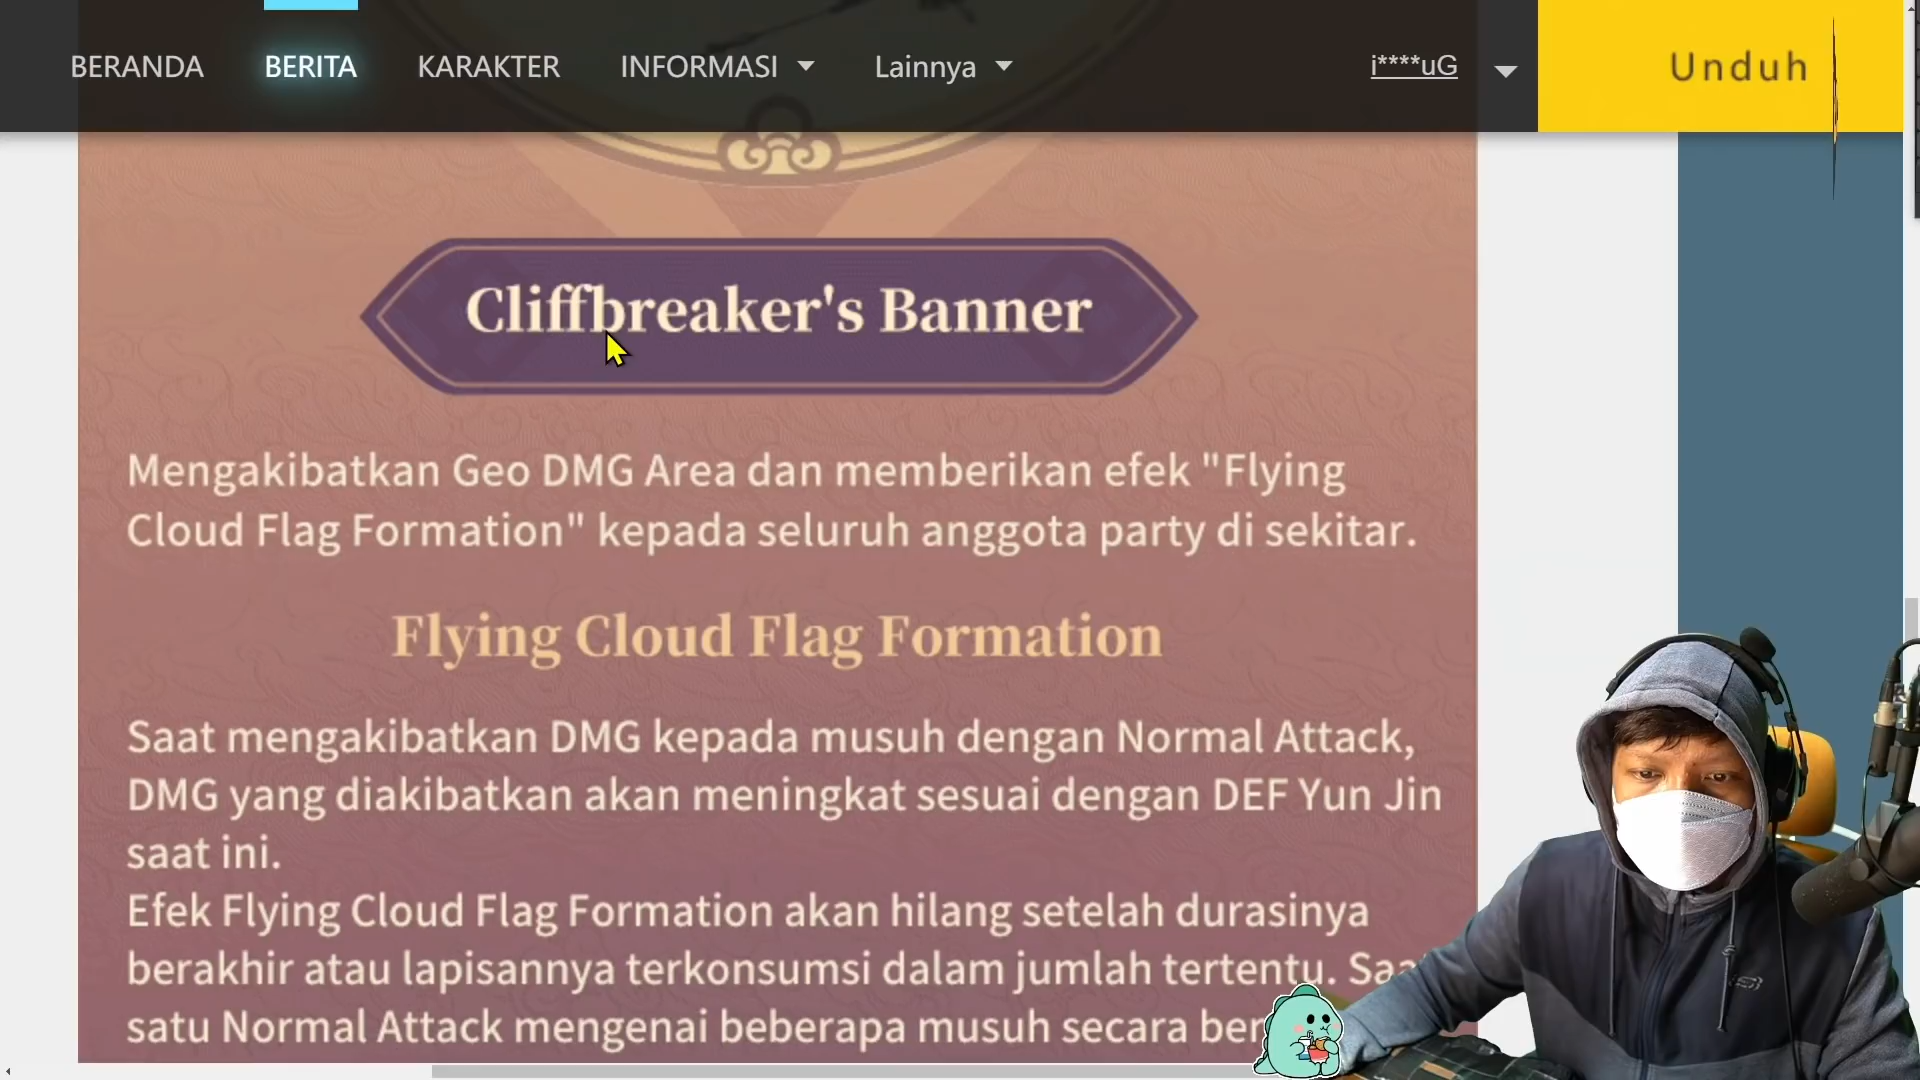 BERANDA BERITA KARAKTER INFORMASI Lainnya i****uG Unduh
Cliffbreaker's Banner
Mengakibatkan Geo DMG Area dan memberikan efek "Flying
Cloud Flag Formation" kepada seluruh anggota party di sekitar.
Flying Cloud Flag Formation
Saat mengakibatkan DMG kepada musuh dengan Normal Attack,
DMG yang diakibatkan akan meningkat sesuai dengan DEF Yun Jin
saat ini.
Efek Flying Cloud Flag Formation akan hilang setelah durasinya
berakhir atau lapisannya terkonsumsi dalam jumlah tertentu.
satu Normal Attack mengenai beberapa musuh secara